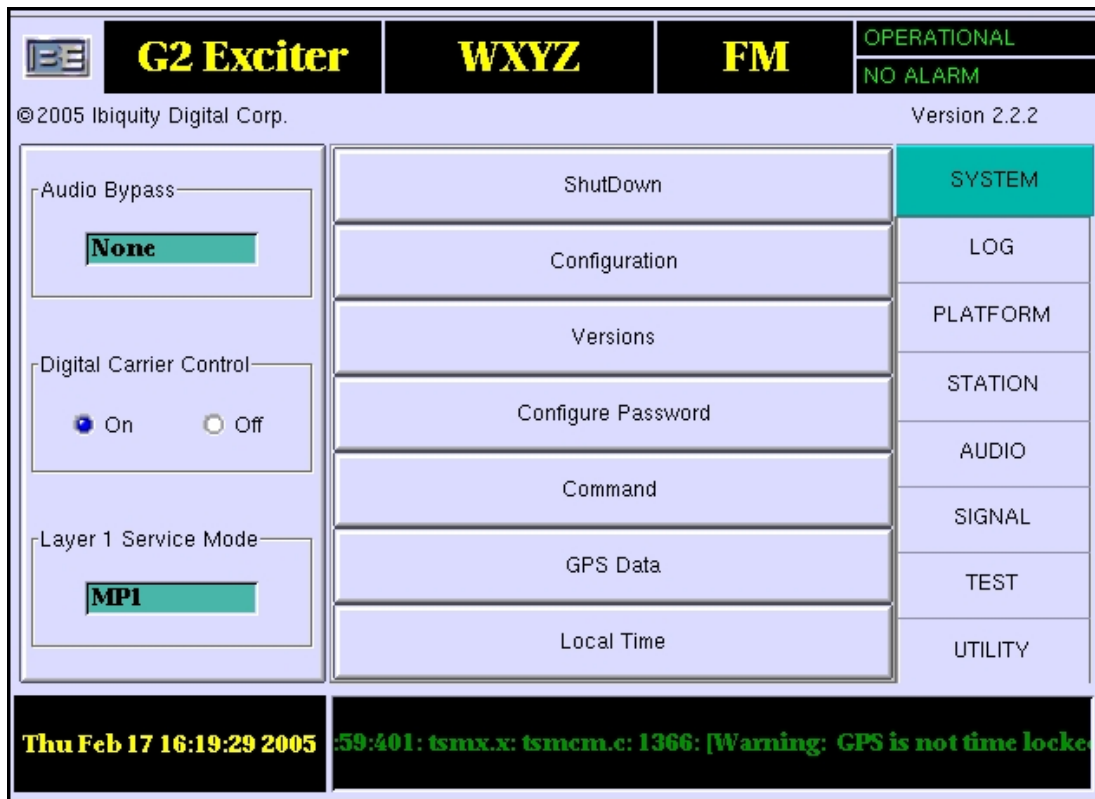 G2 Exciter
WXYZ
FM
OPERATIONAL
NO ALARM
©2005 Ibiquity Digital Corp.
Version 2.2.2
Audio Bypass
None
Digital Carrier Control
On
Off
Layer 1 Service Mode
MP1
ShutDown
Configuration
Versions
Configure Password
Command
GPS Data
Local Time
SYSTEM
LOG
PLATFORM
STATION
AUDIO
SIGNAL
TEST
UTILITY
Thu Feb 17 16:19:29 2005
:59:401: tsmx.x: tsmcm.c: 1366: [Warning: GPS is not time locke